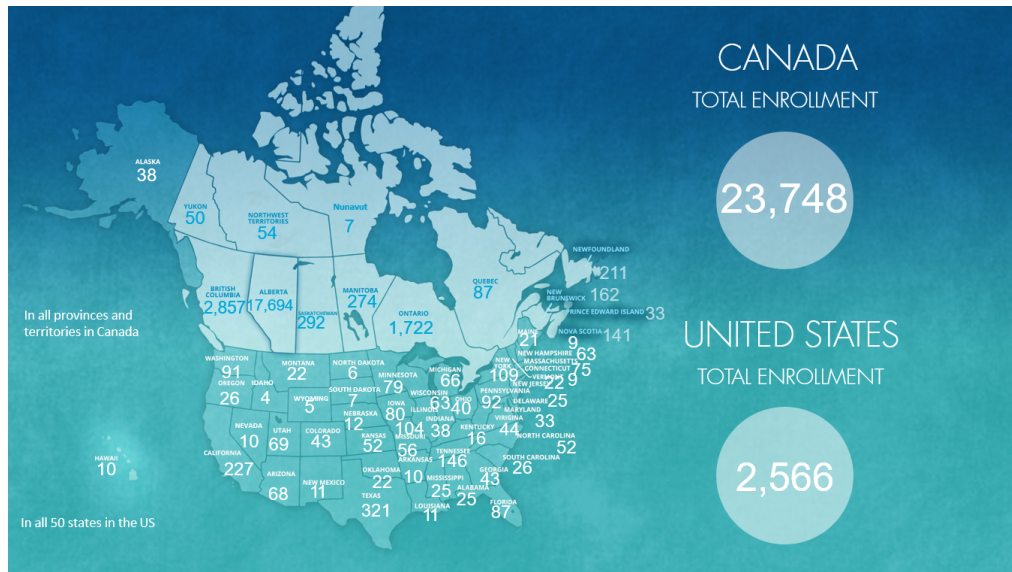 CANADA
TOTAL ENROLLMENT
23,748
UNITED STATES
TOTAL ENROLLMENT
2,566
ALASKA
38
YUKON
50
NORTHWEST
TERRITORIES
54
Nunavut
7
BRITISH
COLUMBIA
2,857
ALBERTA
17,694
SASKATCHEWAN
292
MANITOBA
274
ONTARIO
1,722
QUEBEC
87
NEWFOUNDLAND
211
NEW
BRUNSWICK
162
PRINCE EDWARD ISLAND
33
NOVA SCOTIA
141
In all provinces and
territories in Canada
WASHINGTON
91
OREGON
26
IDAHO
4
MONTANA
22
WYOMING
5
NORTH DAKOTA
6
SOUTH DAKOTA
7
NEBRASKA
12
MINNESOTA
79
IOWA
80
WISCONSIN
63
MICHIGAN
66
ILLINOIS
104
INDIANA
38
OHIO
40
NEW
YORK
109
PENNSYLVANIA
92
MAINE
21
9
NEW HAMPSHIRE
63
MASSACHUSETTS
75
CONNECTICUT
VERMONT
22
9
NEW JERSEY
DELAWARE
25
MARYLAND
33
VIRIGINA
44
NORTH CAROLINA
52
SOUTH CAROLINA
26
KENTUCKY
16
TENNESSEE
146
GEORGIA
43
ALABAMA
25
MISSISSIPPI
25
FLORIDA
87
LOUISIANA
11
ARKANSAS
10
MISSOURI
56
KANSAS
52
OKLAHOMA
22
TEXAS
321
NEW MEXICO
11
COLORADO
43
UTAH
69
NEVADA
10
CALIFORNIA
227
ARIZONA
68
HAWAII
10
In all 50 states in the US